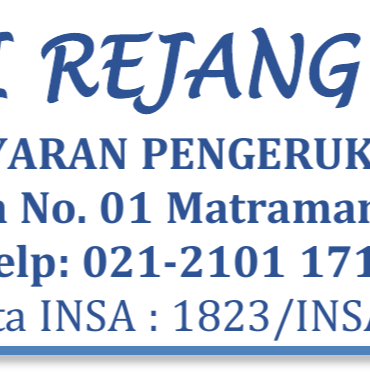 I REJANG
YARAN PENGERUK
No. 01 Matraman
elp: 021-2101 171
ta INSA : 1823/INSA